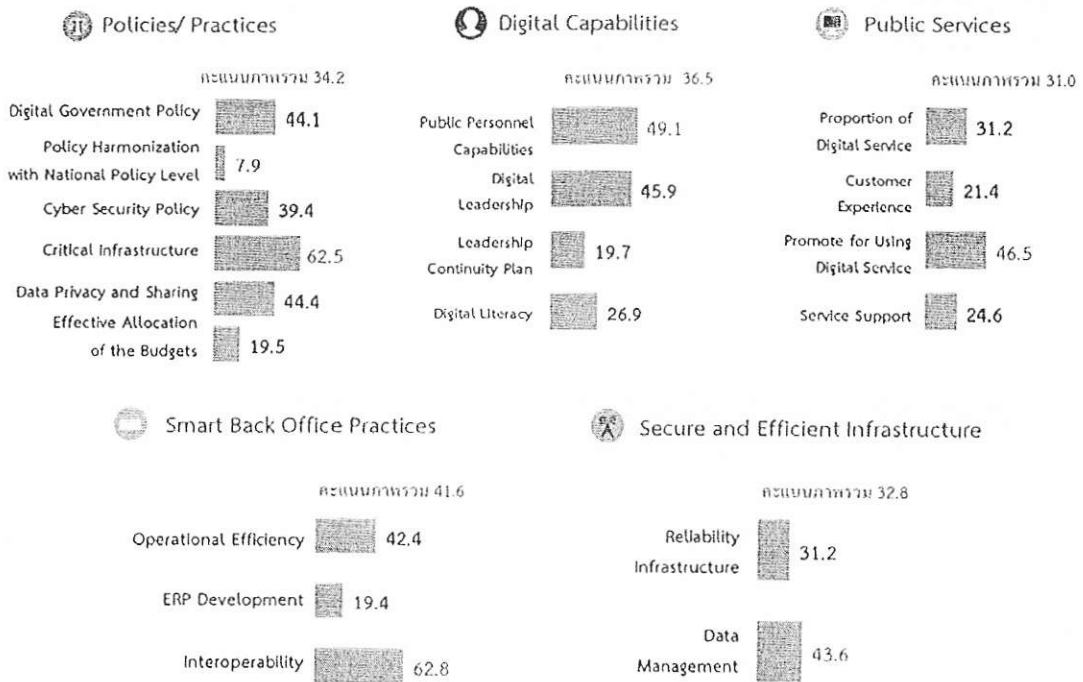 Policies/ Practices
คะแนนภาพรวม 34.2
Digital Government Policy
44.1
Policy Harmonization
with National Policy Level
7.9
Cyber Security Policy
39.4
Critical Infrastructure
62.5
Data Privacy and Sharing
44.4
Effective Allocation
of the Budgets
19.5
Digital Capabilities
คะแนนภาพรวม 36.5
Public Personnel
Capabilities
49.1
Digital
Leadership
45.9
Leadership
Continuity Plan
19.7
Digital Literacy
26.9
Public Services
คะแนนภาพรวม 31.0
Proportion of
Digital Service
31.2
Customer
Experience
21.4
Promote for Using
Digital Service
46.5
Service Support
24.6
Smart Back Office Practices
คะแนนภาพรวม 41.6
Operational Efficiency
42.4
ERP Development
19.4
Interoperability
62.8
Secure and Efficient Infrastructure
คะแนนภาพรวม 32.8
Reliability
Infrastructure
31.2
Data
Management
43.6